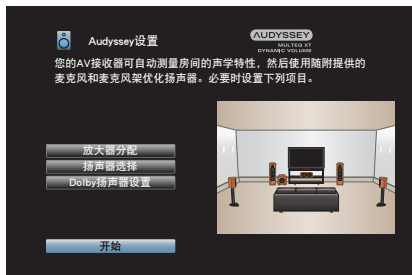 Audyssey设置
AUDYSSEY
MULTEQ XT
DYNAMIC VOLUME
您的AV接收器可自动测量房间的声学特性，然后使用随附提供的
麦克风和麦克风架优化扬声器。必要时设置下列项目。
放大器分配
扬声器选择
Dolby扬声器设置
开始